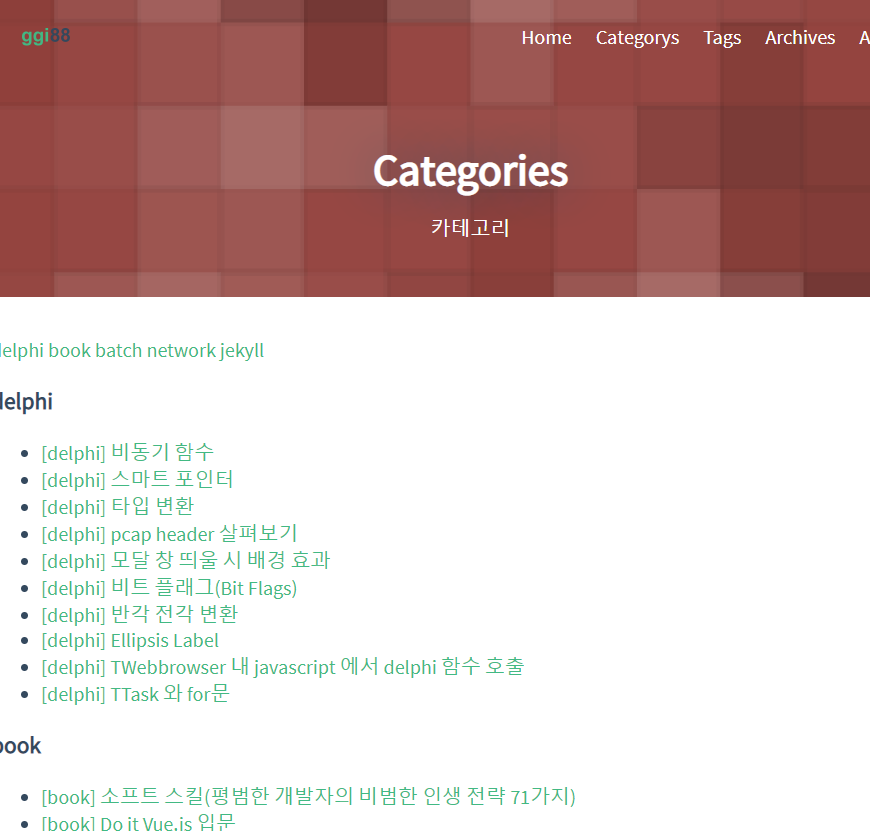 ggi88
Home Categorys Tags Archives
Categories
카테고리
delphi book batch network jekyll
delphi
[delphi] 비동기 함수
[delphi] 스마트 포인터
[delphi] 타입 변환
[delphi] pcap header 살펴보기
[delphi] 모달 창 띄울 시 배경 효과
[delphi] 비트 플래그(Bit Flags)
[delphi] 반각 전각 변환
[delphi] Ellipsis Label
[delphi] TWebbrowser 내 javascript 에서 delphi 함수 호출
[delphi] TTask 와 for문
book
[book] 소프트 스킬(평범한 개발자의 비범한 인생 전략 71가지)
[book] Do it Vue.js 입문